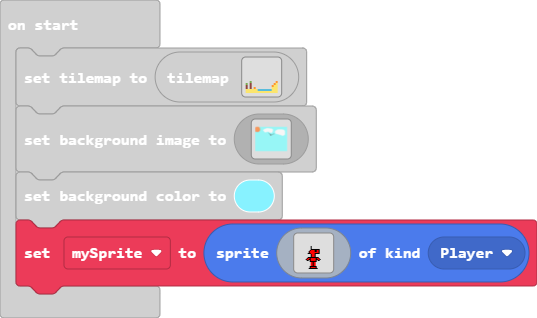 on start
set tilemap to tilemap
set background image to
set background color to
set mySprite to sprite of kind Player